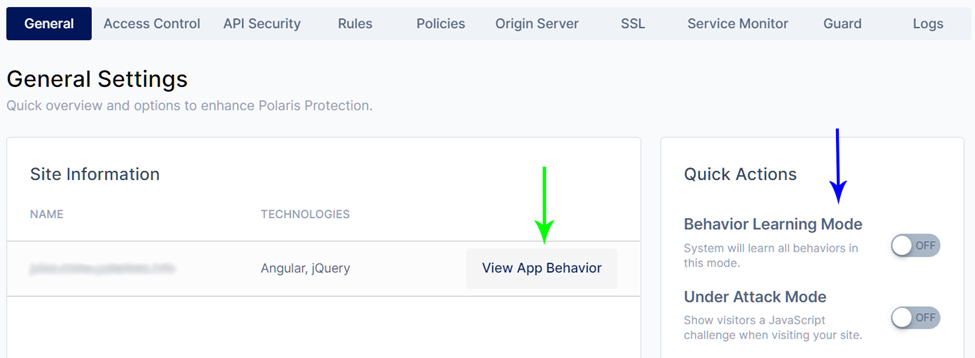 General Access Control API Security Rules Policies Origin Server SSL Service Monitor Guard Logs
General Settings
Quick overview and options to enhance Polaris Protection.
Site Information
NAME TECHNOLOGIES
Angular, jQuery View App Behavior
Quick Actions
Behavior Learning Mode
System will learn all behaviors in
this mode.
OFF
Under Attack Mode
Show visitors a JavaScript
challenge when visiting your site.
OFF